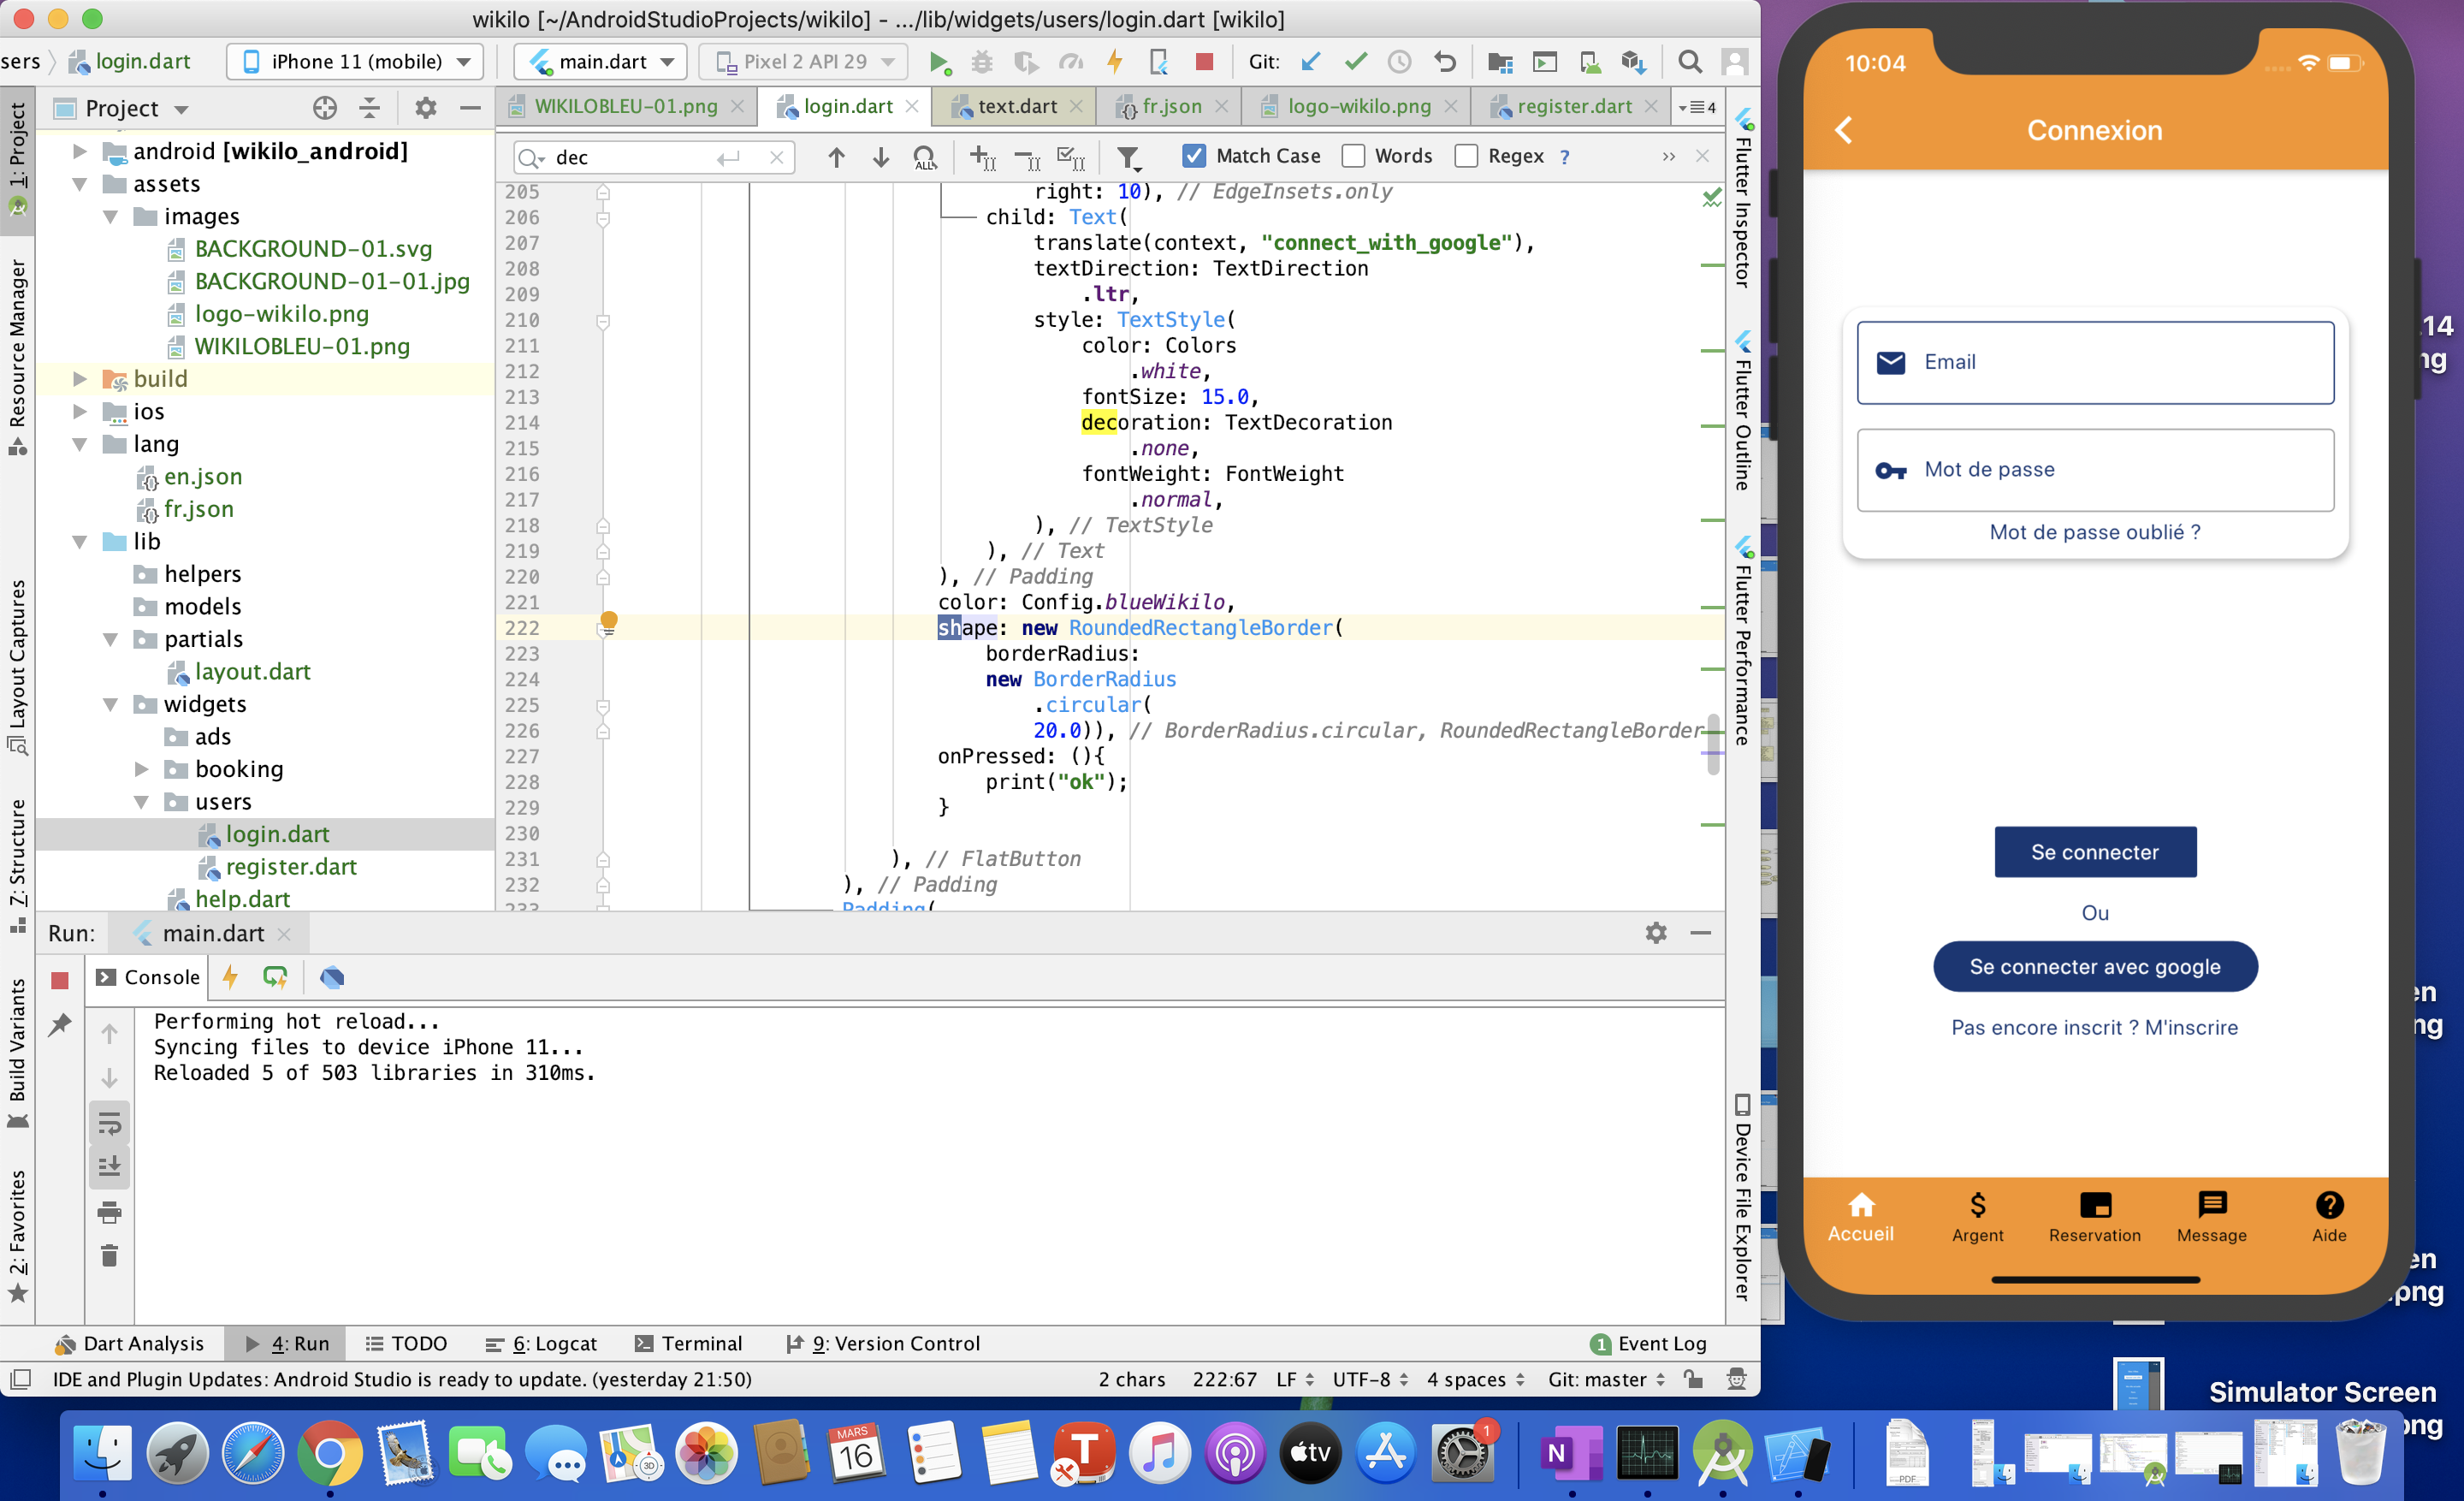 wikilo [~/AndroidStudioProjects/wikilo] - .../lib/widgets/users/login.dart [wikilo]
sers login.dart iPhone 11 (mobile) main.dart Pixel 2 API 29 Git:
Project
WIKILOBLEU-01.png login.dart text.dart fr.json logo-wikilo.png register.dart 4
dec ALL Match Case Words Regex ?
1: Project
Resource Manager
Layout Captures
7: Structure
Build Variants
2: Favorites
android [wikilo_android]
assets
images
BACKGROUND-01.svg
BACKGROUND-01-01.jpg
logo-wikilo.png
WIKILOBLEU-01.png
build
ios
lang
en.json
fr.json
lib
helpers
models
partials
layout.dart
widgets
ads
booking
users
login.dart
register.dart
help.dart
205 right: 10), // EdgeInsets.only
206 child: Text(
207 translate(context, "connect_with_google"),
208 textDirection: TextDirection
209 .ltr,
210 style: TextStyle(
211 color: Colors
212 .white,
213 fontSize: 15.0,
214 decoration: TextDecoration
215 .none,
216 fontWeight: FontWeight
217 .normal,
218 ), // TextStyle
219 ), // Text
220 ), // Padding
221 color: Config.blueWikilo,
222 shape: new RoundedRectangleBorder(
223 borderRadius:
224 new BorderRadius
225 .circular(
226 20.0)), // BorderRadius.circular, RoundedRectangleBorder
227 onPressed: (){
228 print("ok");
229 }
230
231 ), // FlatButton
232 ), // Padding
233 Padding(
Flutter Inspector
Flutter Outline
Flutter Performance
Device File Explorer
Run: main.dart
Console
Performing hot reload...
Syncing files to device iPhone 11...
Reloaded 5 of 503 libraries in 310ms.
Dart Analysis 4: Run TODO 6: Logcat Terminal 9: Version Control 1 Event Log
IDE and Plugin Updates: Android Studio is ready to update. (yesterday 21:50) 2 chars 222:67 LF UTF-8 4 spaces Git: master
10:04
Connexion
Email
Mot de passe
Mot de passe oublié ?
Se connecter
Ou
Se connecter avec google
Pas encore inscrit ? M'inscrire
Accueil Argent Reservation Message Aide
.14
ng
en
ng
en
.png
Simulator Screen
ng
MARS
16
3D
T
tv
1
N
PDF